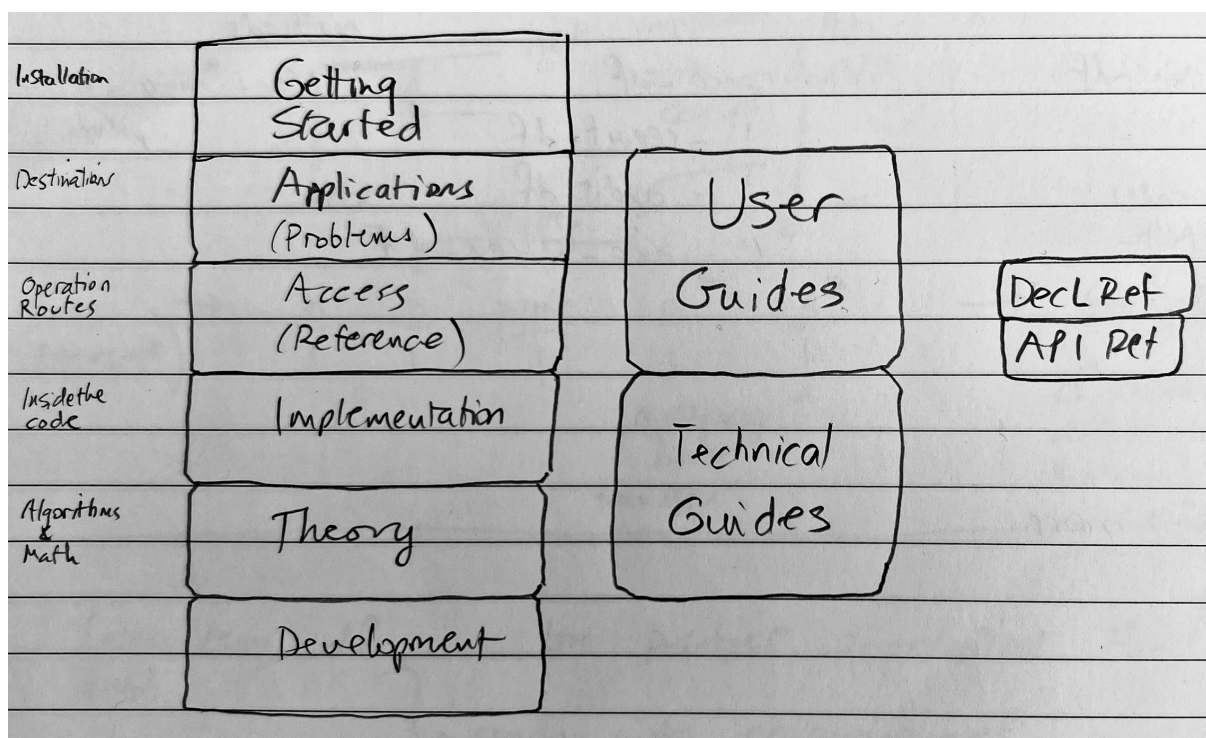 Installation
Getting
Started
Destinations
Applications
(Problems)
User
Guides
Operation
Routes
Access
(Reference)
DecL Ref
API Ref
Inside the
code
Implementation
Technical
Guides
Algorithms
&
Math
Theory
Development